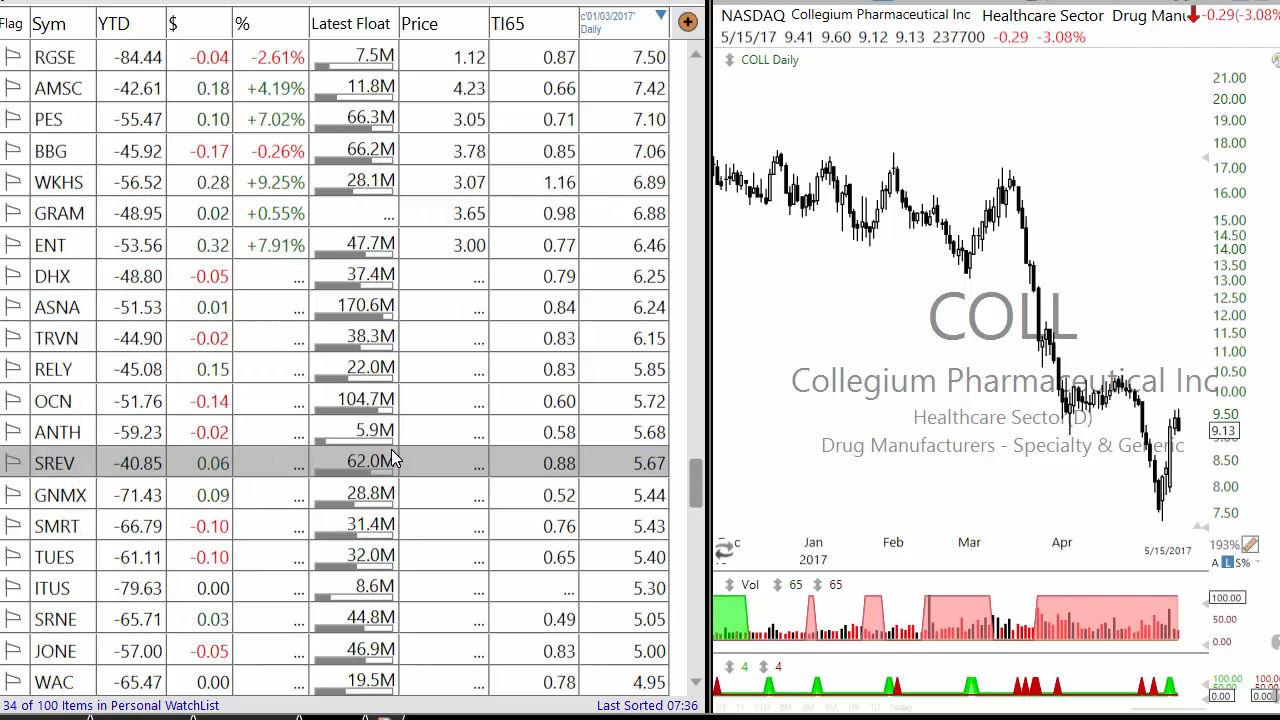 Flag Sym YTD $ % Latest Float Price TI65 c'01/03/2017' Daily
RGSE -84.44 -0.04 -2.61% 7.5M 1.12 0.87 7.50
AMSC -42.61 0.18 +4.19% 11.8M 4.23 0.66 7.42
PES -55.47 0.10 +7.02% 66.3M 3.05 0.71 7.10
BBG -45.92 -0.17 -0.26% 66.2M 3.78 0.85 7.06
WKHS -56.52 0.28 +9.25% 28.1M 3.07 1.16 6.89
GRAM -48.95 0.02 +0.55% ... 3.65 0.98 6.88
ENT -53.56 0.32 +7.91% 47.7M 3.00 0.77 6.46
DHX -48.80 -0.05 ... 37.4M ... 0.79 6.25
ASNA -51.53 0.01 ... 170.6M ... 0.84 6.24
TRVN -44.90 -0.02 ... 38.3M ... 0.83 6.15
RELY -45.08 0.15 ... 22.0M ... 0.83 5.85
OCN -51.76 -0.14 ... 104.7M ... 0.60 5.72
ANTH -59.23 -0.02 ... 5.9M ... 0.58 5.68
SREV -40.85 0.06 ... 62.0M ... 0.88 5.67
GNMX -71.43 0.09 ... 28.8M ... 0.52 5.44
SMRT -66.79 -0.10 ... 31.4M ... 0.76 5.43
TUES -61.11 -0.10 ... 32.0M ... 0.65 5.40
ITUS -79.63 0.00 ... 8.6M ... 5.30
SRNE -65.71 0.03 ... 44.8M ... 0.49 5.05
JONE -57.00 -0.05 ... 46.9M ... 0.83 5.00
WAC -65.47 0.00 ... 19.5M ... 0.78 4.95
34 of 100 Items in Personal WatchList Last Sorted 07:36
NASDAQ Collegium Pharmaceutical Inc Healthcare Sector Drug -0.29(-3.08%
5/15/17 9.41 9.60 9.12 9.13 237700 -0.29 -3.08%
COLL Daily
21.00
20.00
19.00
18.00
17.00
16.00
15.00
14.00
13.50
13.00
12.50
12.00
11.50
11.00
10.50
10.00
9.50
9.13
8.50
8.00
7.50
COLL
Collegium Pharmaceutical Inc
Healthcare Sector(D)
Drug Manufacturers - Specialty & Generic
Jan Feb Mar Apr 5/15/2017
2017
193%
A L S%
Vol 65 65
100.00
50.00
0.00
4 4
100.00
0.00 0.00